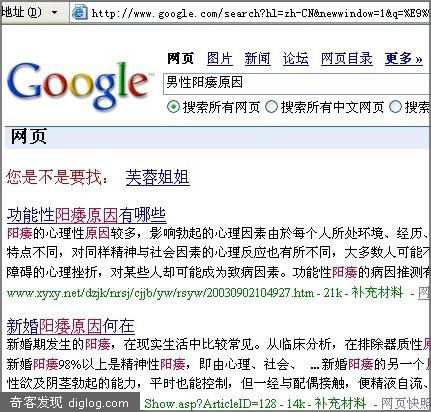 地址(D) http://www.google.com/search?hl=zh-CN&newwindow=1&q=%E9%
网页 图片 新闻 论坛 网页目录 更多 »
Google™
男性阳痿原因
搜索所有网页 搜索所有中文网页 搜索
网页
您是不是要找： 芙蓉姐姐
功能性阳痿原因有哪些
阳痿的心理性原因较多，影响勃起的心理因素由於每个人所处环境、经历、
特点不同，对同样精神与社会因素的心理反应也有所不同，大多数人可能不
障碍的心理挫折，对某些人却可能成为致病因素。功能性阳痿的病因推测有
www.xyxy.net/dzjk/nrsj/cjjb/yw/rsyw/20030902104927.htm - 21k - 补充材料 - 网
新婚阳痿原因何在
新婚期发生的阳痿，在现实生活中比较常见。从临床分析，在排除器质性原
新婚阳痿98%以上是精神性阳痿，即由心理、社会、 ...新婚阳痿的另一个原
性欲及阴茎勃起的能力，平时也能控制，但一经与配偶接触，便精液自流、
Show.asp?ArticleID=128 - 14k - 补充材料 - 网页快照
奇客发现 diglog.com